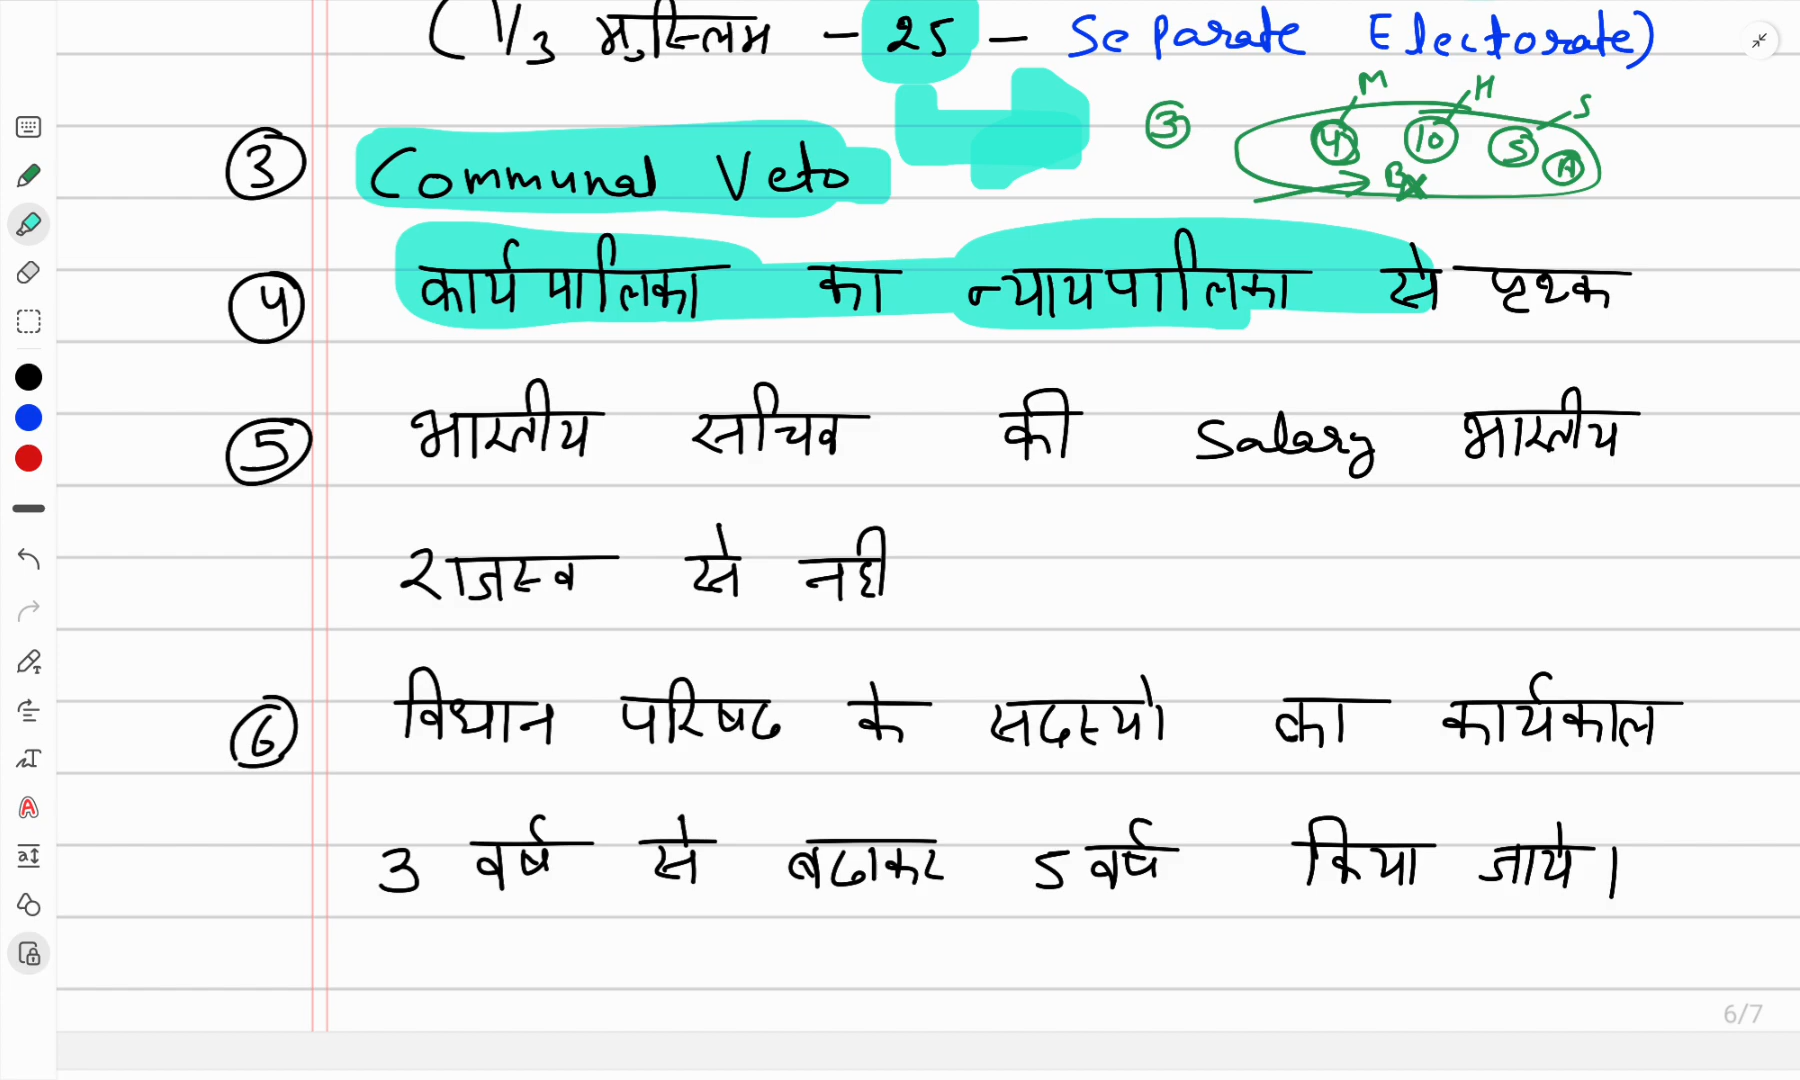 (1/3 मुस्लिम - 25 - Separate Electorate)
M H S
③ 4 10 5 A
B x
③ Communal Veto
④ कार्यपालिका का न्यायपालिका से पृथक
⑤ भारतीय सचिव की Salary भारतीय
राजस्व से नही
⑥ विधान परिषद के सदस्यो का कार्यकाल
3 वर्ष से बढाकर 5 वर्ष किया जाये।
6/7